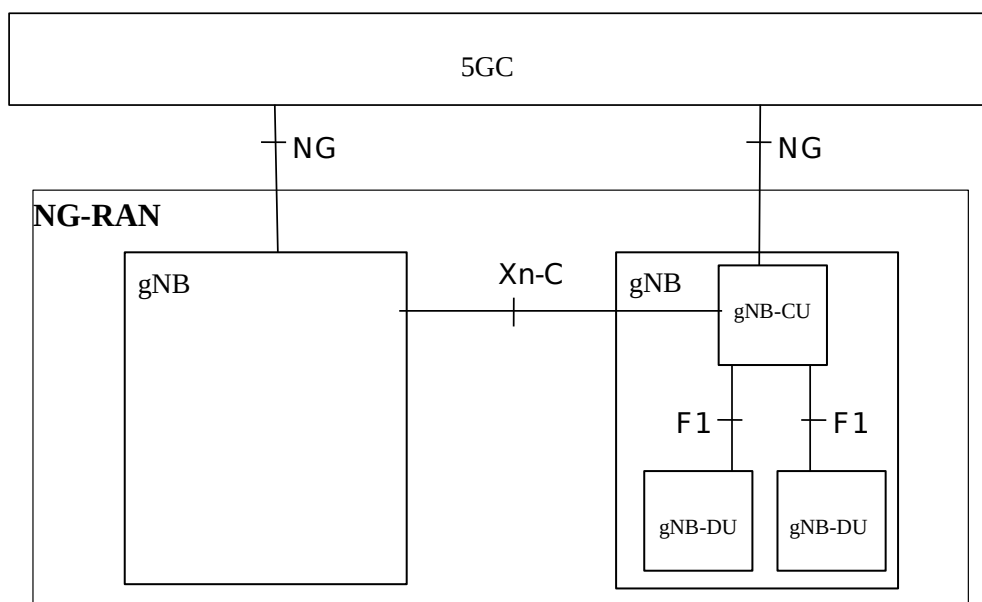 5GC
NG
NG
NG-RAN
gNB
Xn-C
gNB
gNB-CU
F1
F1
gNB-DU
gNB-DU